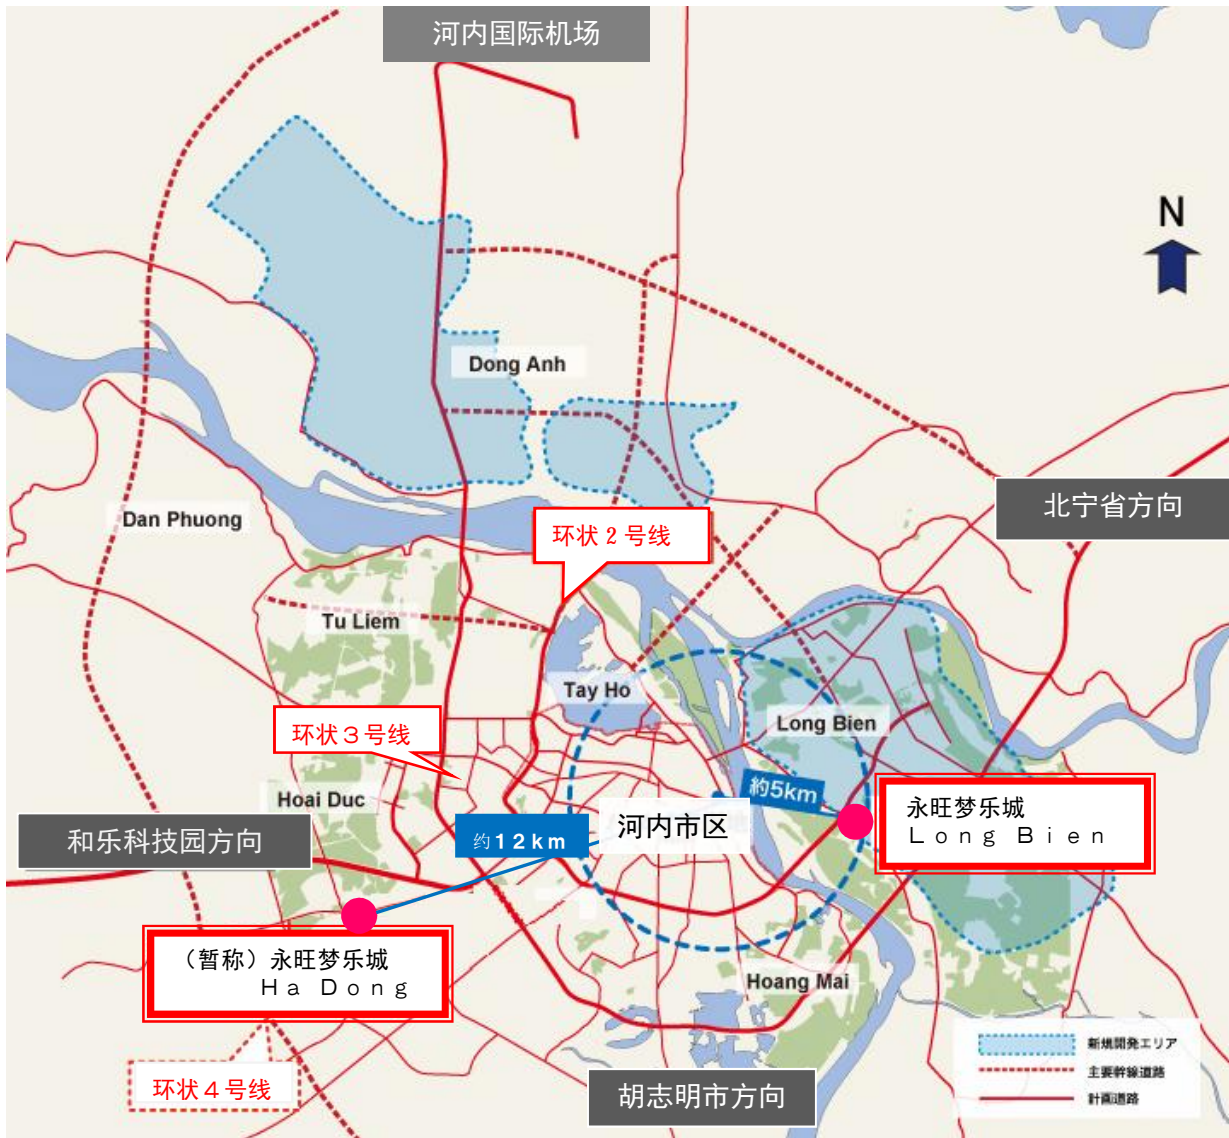 河内国际机场
N
Dong Anh
北宁省方向
Dan Phuong
环状２号线
Tu Liem
Tay Ho
Long Bien
环状３号线
約5km
Hoai Duc
永旺梦乐城
Ｌｏｎｇ　Ｂｉｅｎ
和乐科技园方向
约１２ｋｍ
河内市区
（暂称）永旺梦乐城
Ｈａ　Ｄｏｎｇ
Hoang Mai
新規開発エリア
主要幹線道路
計画道路
环状４号线
胡志明市方向